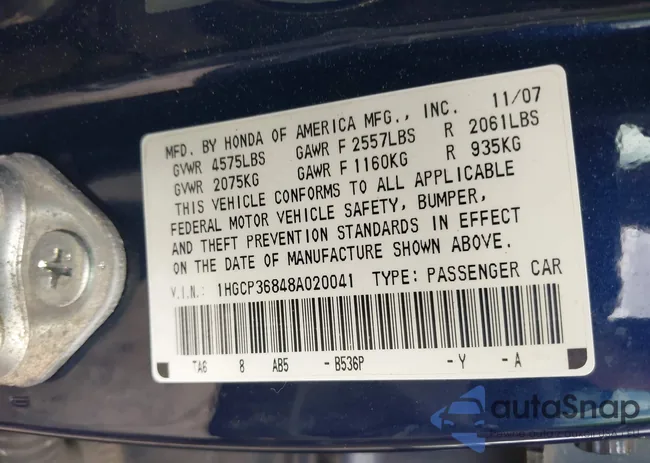 MFD. BY HONDA OF AMERICA MFG., INC. 11/07
GVWR 4575LBS GAWR F 2557LBS R 2061LBS
GVWR 2075KG GAWR F 1160KG R 935KG
THIS VEHICLE CONFORMS TO ALL APPLICABLE
FEDERAL MOTOR VEHICLE SAFETY, BUMPER,
AND THEFT PREVENTION STANDARDS IN EFFECT
ON THE DATE OF MANUFACTURE SHOWN ABOVE.
V.I.N.: 1HGCP36848A020041 TYPE: PASSENGER CAR
TA6 8 AB5 -B536P -Y -A
autaSnap